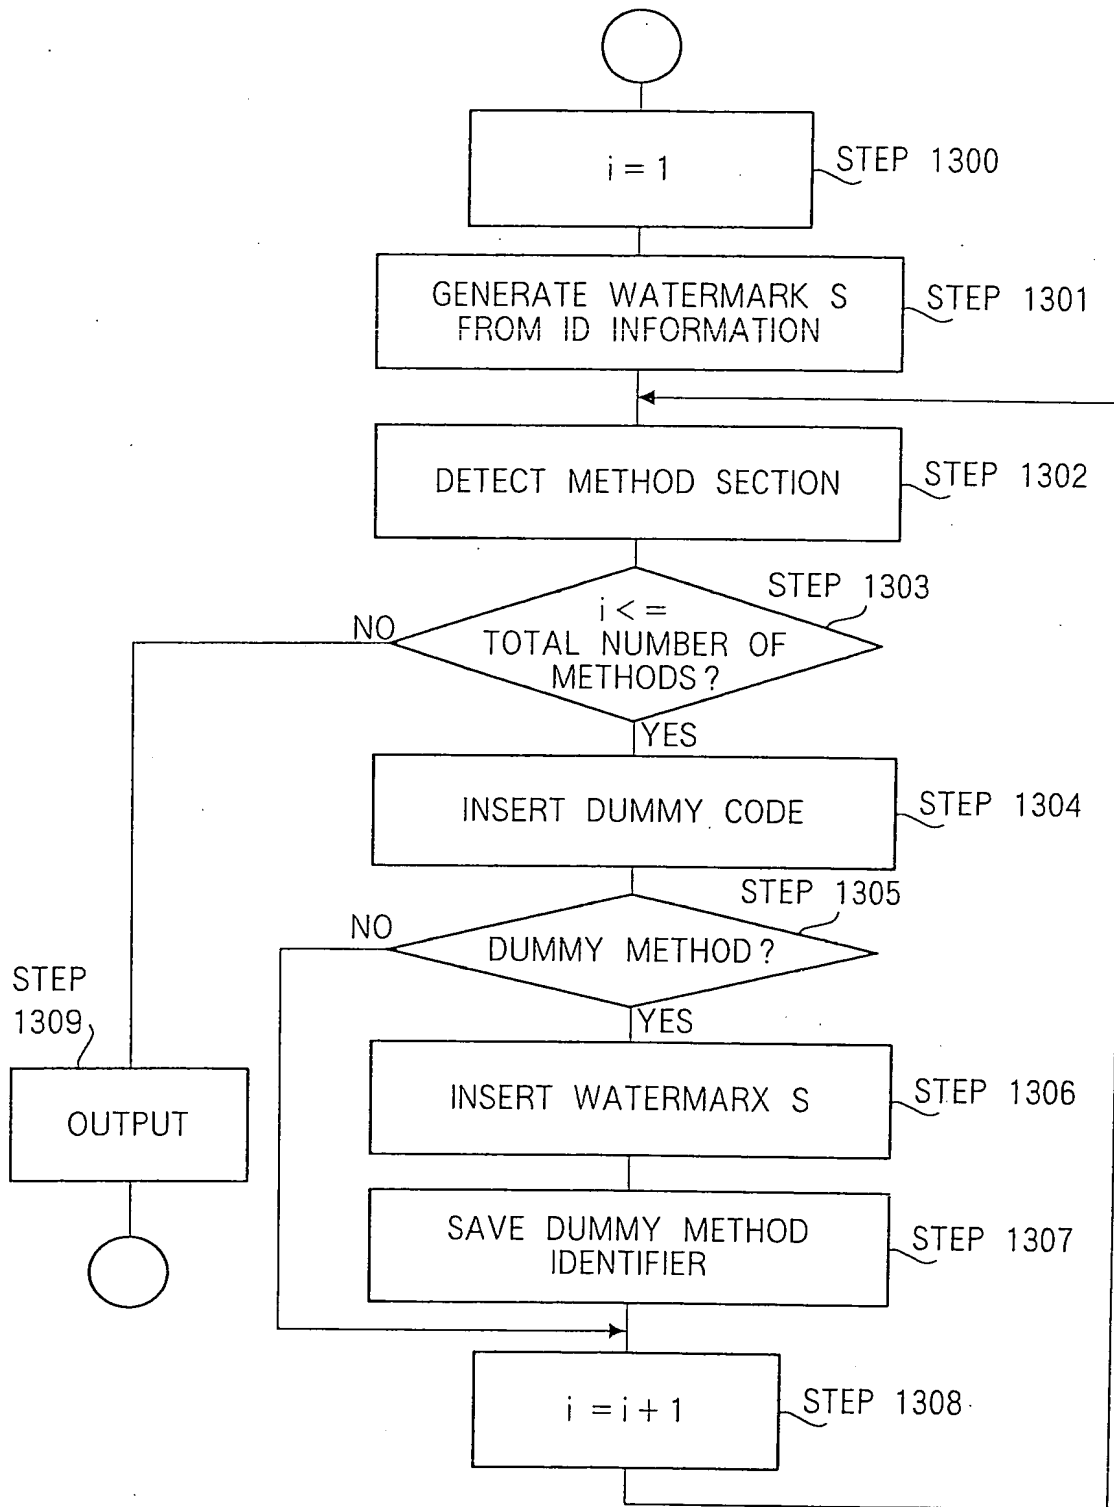 i = 1
STEP 1300
GENERATE WATERMARK S
FROM ID INFORMATION
STEP 1301
DETECT METHOD SECTION
STEP 1302
STEP 1303
i < =
TOTAL NUMBER OF
METHODS ?
NO
YES
INSERT DUMMY CODE
STEP 1304
STEP 1305
DUMMY METHOD ?
NO
YES
STEP
1309
OUTPUT
INSERT WATERMARX S
STEP 1306
SAVE DUMMY METHOD
IDENTIFIER
STEP 1307
i = i + 1
STEP 1308